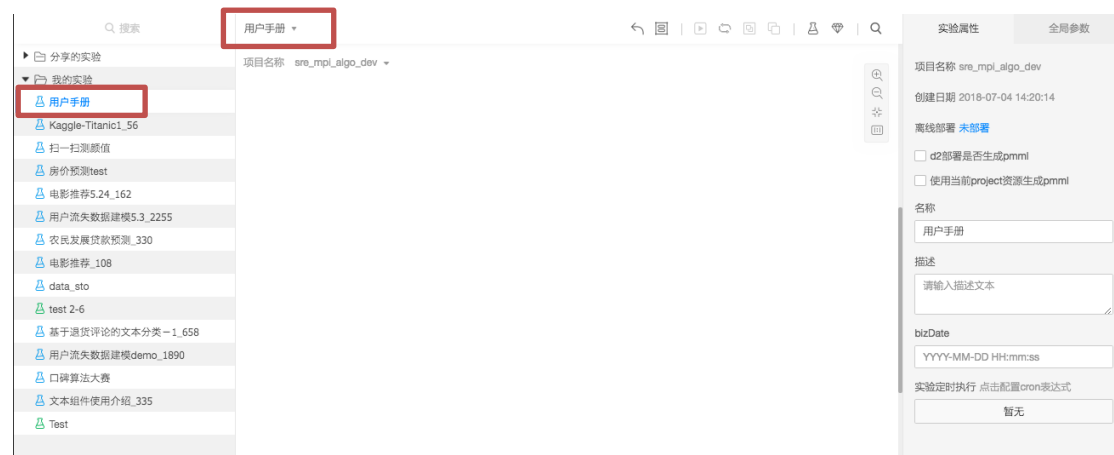 搜索
分享的实验
我的实验
用户手册
Kaggle-Titanic1_56
扫一扫测颜值
房价预测test
电影推荐5.24_162
用户流失数据建模5.3_2255
农民发展贷款预测_330
电影推荐_108
data_sto
test 2-6
基于退货评论的文本分类－1_658
用户流失数据建模demo_1890
口碑算法大赛
文本组件使用介绍_335
Test
用户手册
项目名称 sre_mpi_algo_dev
实验属性 全局参数
项目名称 sre_mpi_algo_dev
创建日期 2018-07-04 14:20:14
离线部署 未部署
d2部署是否生成pmml
使用当前project资源生成pmml
名称
用户手册
描述
请输入描述文本
bizDate
YYYY-MM-DD HH:mm:ss
实验定时执行 点击配置cron表达式
暂无